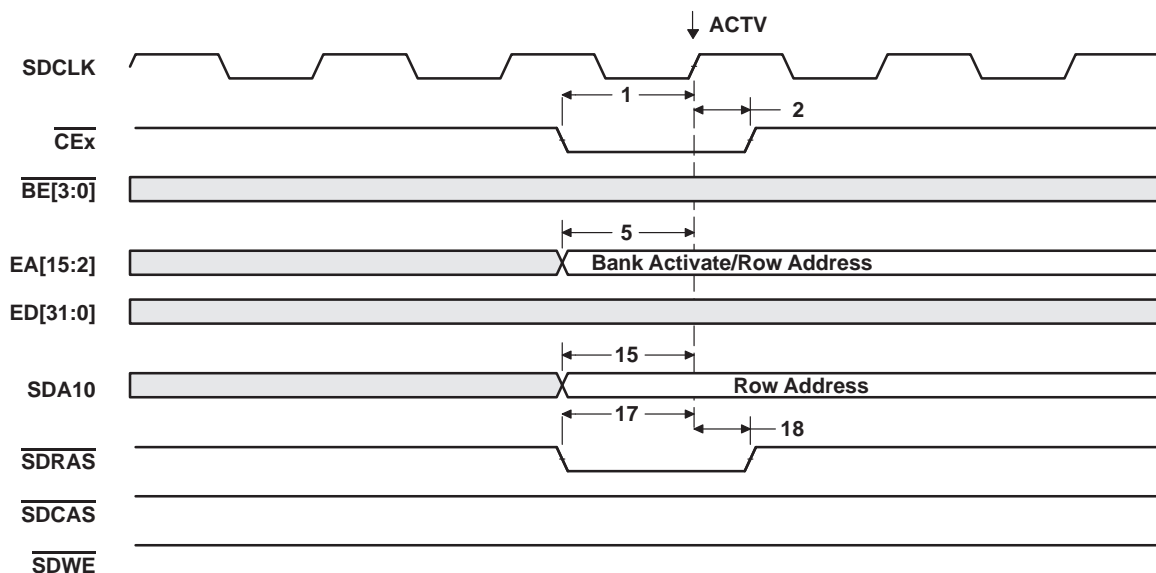 ACTV
SDCLK
1
2
CEx
BE[3:0]
5
EA[15:2]
Bank Activate/Row Address
ED[31:0]
15
SDA10
Row Address
17
18
SDRAS
SDCAS
SDWE